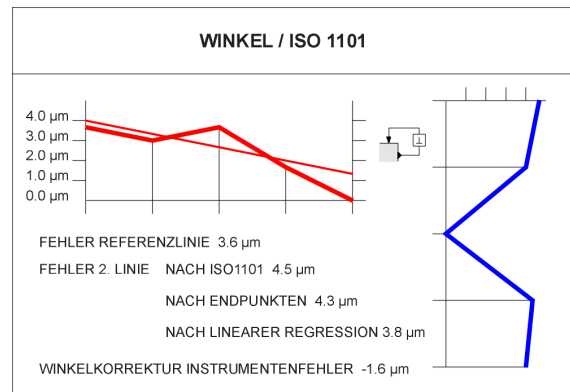 WINKEL / ISO 1101
4.0 µm
3.0 µm
2.0 µm
1.0 µm
0.0 µm
FEHLER REFERENZLINIE 3.6 µm
FEHLER 2. LINIE NACH ISO1101 4.5 µm
NACH ENDPUNKTEN 4.3 µm
NACH LINEARER REGRESSION 3.8 µm
WINKELKORREKTUR INSTRUMENTENFEHLER -1.6 µm